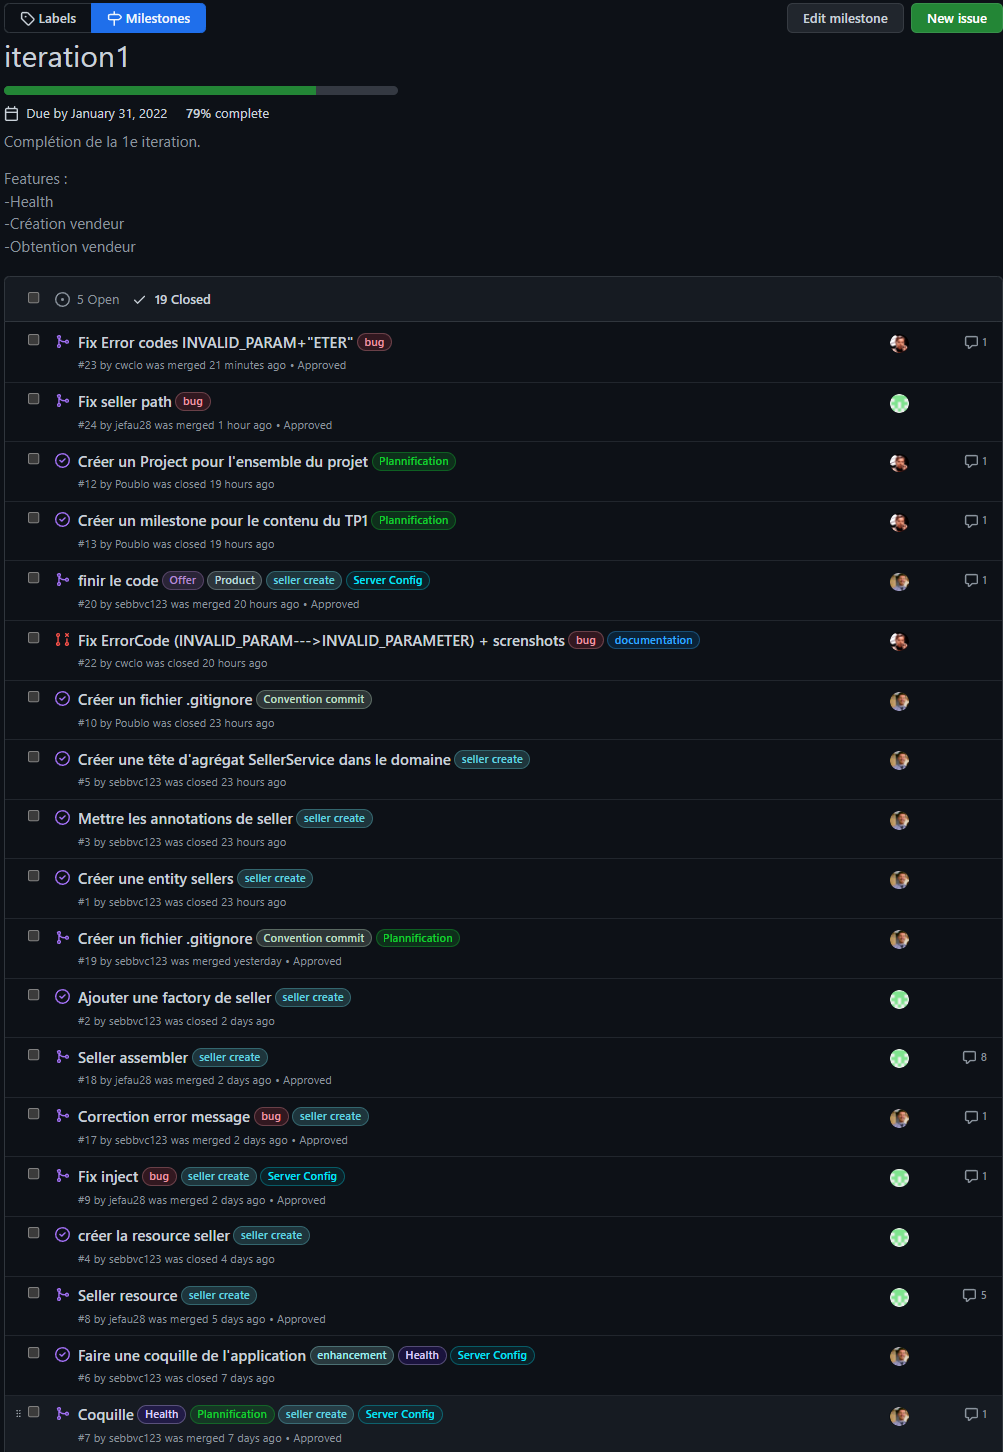 Labels Milestones Edit milestone New issue
iteration1
Due by January 31, 2022 79% complete
Complétion de la 1e iteration.
Features :
-Health
-Création vendeur
-Obtention vendeur
5 Open 19 Closed
Fix Error codes INVALID_PARAM+"ETER" bug 1
#23 by cwclo was merged 21 minutes ago • Approved
Fix seller path bug
#24 by jefau28 was merged 1 hour ago • Approved
Créer un Project pour l'ensemble du projet Plannification 1
#12 by Poublo was closed 19 hours ago
Créer un milestone pour le contenu du TP1 Plannification 1
#13 by Poublo was closed 19 hours ago
finir le code Offer Product seller create Server Config 1
#20 by sebbvc123 was merged 20 hours ago • Approved
Fix ErrorCode (INVALID_PARAM--->INVALID_PARAMETER) + screnshots bug documentation
#22 by cwclo was closed 20 hours ago
Créer un fichier .gitignore Convention commit
#10 by Poublo was closed 23 hours ago
Créer une tête d'agrégat SellerService dans le domaine seller create
#5 by sebbvc123 was closed 23 hours ago
Mettre les annotations de seller seller create
#3 by sebbvc123 was closed 23 hours ago
Créer une entity sellers seller create
#1 by sebbvc123 was closed 23 hours ago
Créer un fichier .gitignore Convention commit Plannification
#19 by sebbvc123 was merged yesterday • Approved
Ajouter une factory de seller seller create
#2 by sebbvc123 was closed 2 days ago
Seller assembler seller create 8
#18 by jefau28 was merged 2 days ago • Approved
Correction error message bug seller create 1
#17 by sebbvc123 was merged 2 days ago • Approved
Fix inject bug seller create Server Config 1
#9 by jefau28 was merged 2 days ago • Approved
créer la resource seller seller create
#4 by sebbvc123 was closed 4 days ago
Seller resource seller create 5
#8 by jefau28 was merged 5 days ago • Approved
Faire une coquille de l'application enhancement Health Server Config
#6 by sebbvc123 was closed 7 days ago
Coquille Health Plannification seller create Server Config 1
#7 by sebbvc123 was merged 7 days ago • Approved